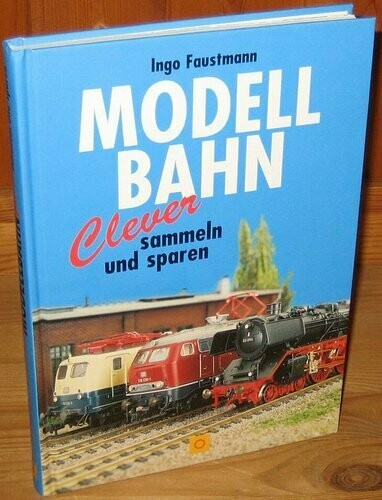 Ingo Faustmann
MODELL
BAHN
Clever
sammeln
und sparen